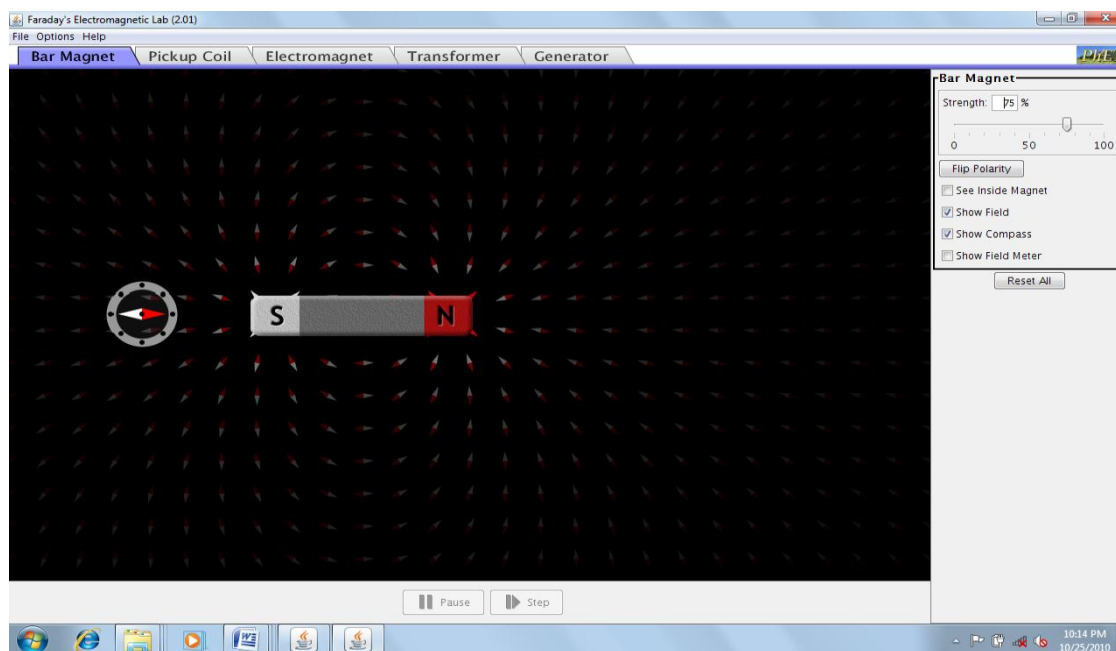 Faraday's Electromagnetic Lab (2.01)
File Options Help
Bar Magnet Pickup Coil Electromagnet Transformer Generator
PhET
Bar Magnet
Strength: 75 %
0 50 100
Flip Polarity
See Inside Magnet
Show Field
Show Compass
Show Field Meter
Reset All
S N
Pause Step
10:14 PM
10/25/2010